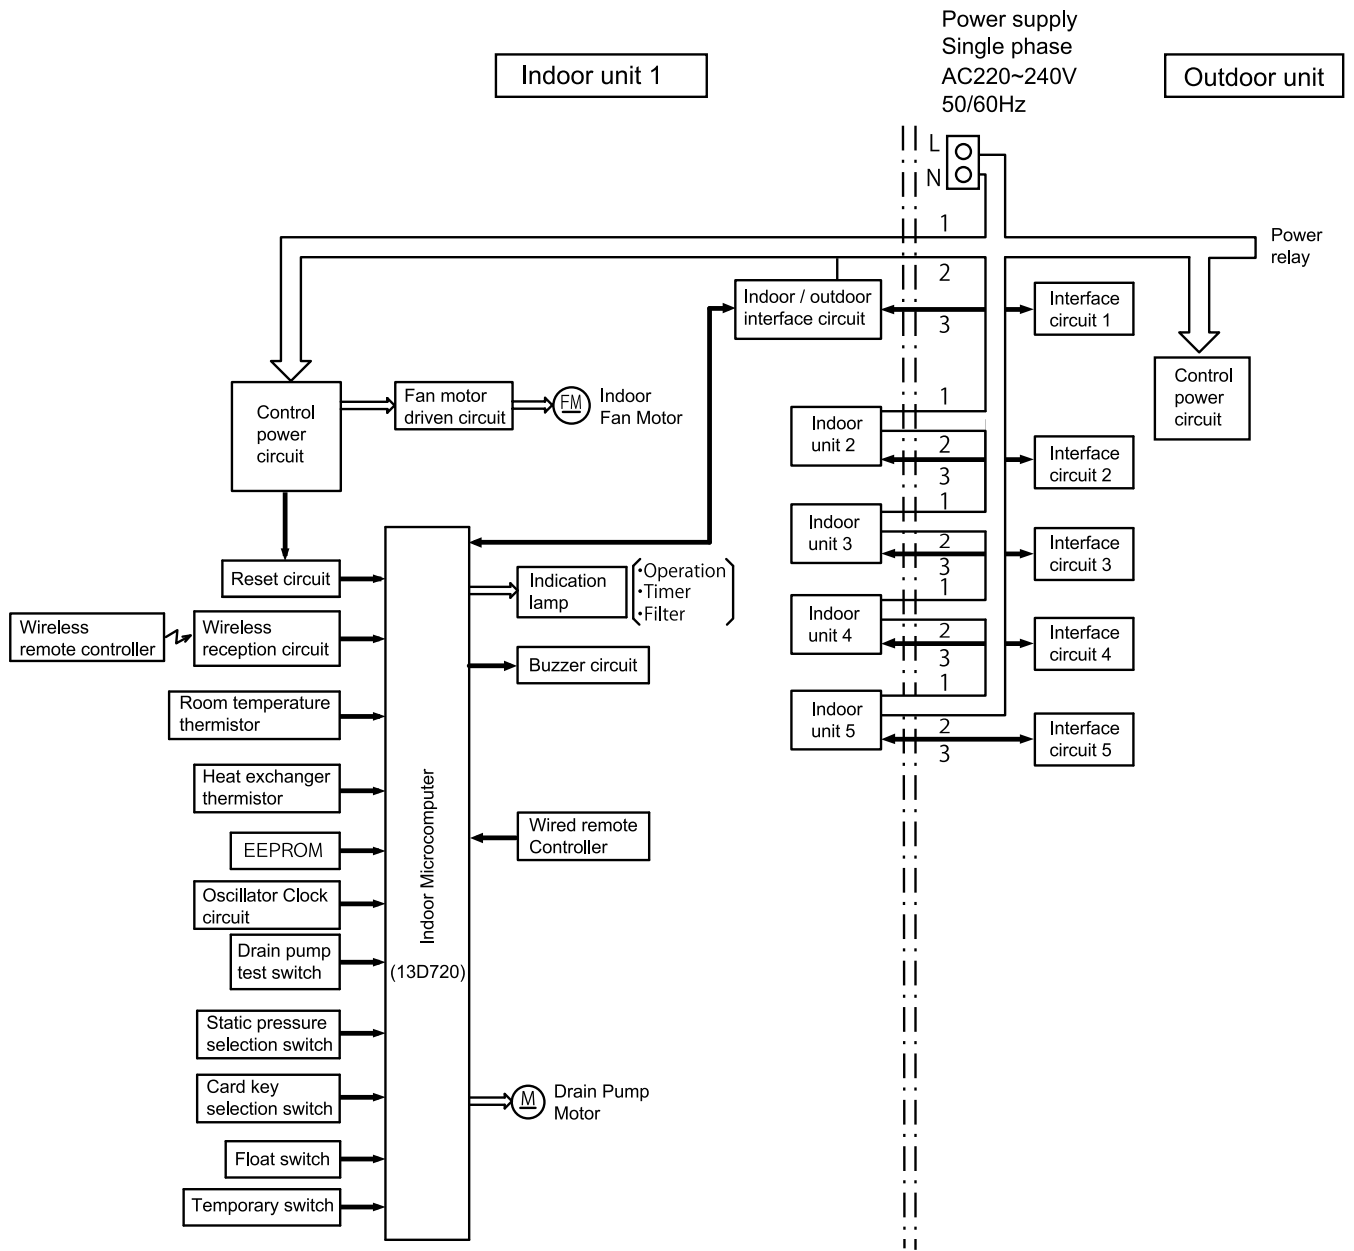 Power supply
Single phase
AC220~240V
50/60Hz
Indoor unit 1
Outdoor unit
L
N
1
2
3
Power
relay
Indoor / outdoor
interface circuit
Interface
circuit 1
Control
power
circuit
Control
power
circuit
Fan motor
driven circuit
FM
Indoor
Fan Motor
Indoor
unit 2
1
2
3
Interface
circuit 2
Indoor
unit 3
1
2
3
Interface
circuit 3
Indoor
unit 4
1
2
3
Interface
circuit 4
Indoor
unit 5
1
2
3
Interface
circuit 5
Reset circuit
Wireless
remote controller
Wireless
reception circuit
Room temperature
thermistor
Heat exchanger
thermistor
EEPROM
Oscillator Clock
circuit
Drain pump
test switch
Static pressure
selection switch
Card key
selection switch
Float switch
Temporary switch
Indoor Microcomputer
(13D720)
Indication
lamp
·Operation
·Timer
·Filter
Buzzer circuit
Wired remote
Controller
M
Drain Pump
Motor